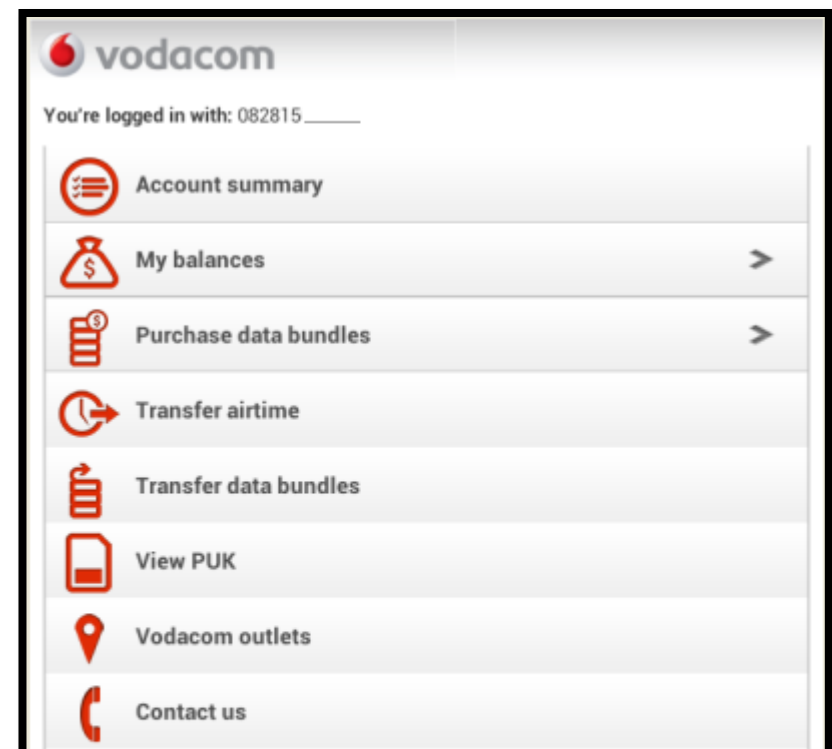 vodacom
You're logged in with: 082815______
Account summary
My balances
Purchase data bundles
Transfer airtime
Transfer data bundles
View PUK
Vodacom outlets
Contact us